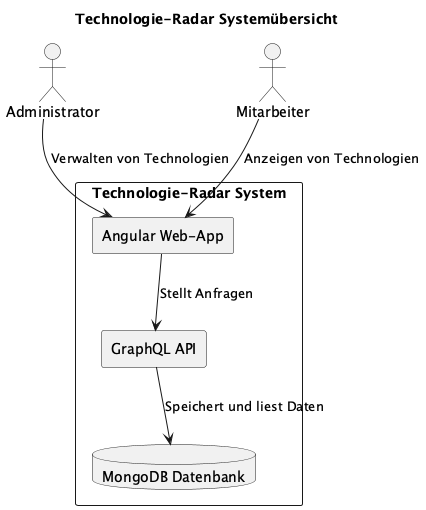 Technologie-Radar Systemübersicht
Administrator
Mitarbeiter
Verwalten von Technologien
Anzeigen von Technologien
Technologie-Radar System
Angular Web-App
Stellt Anfragen
GraphQL API
Speichert und liest Daten
MongoDB Datenbank